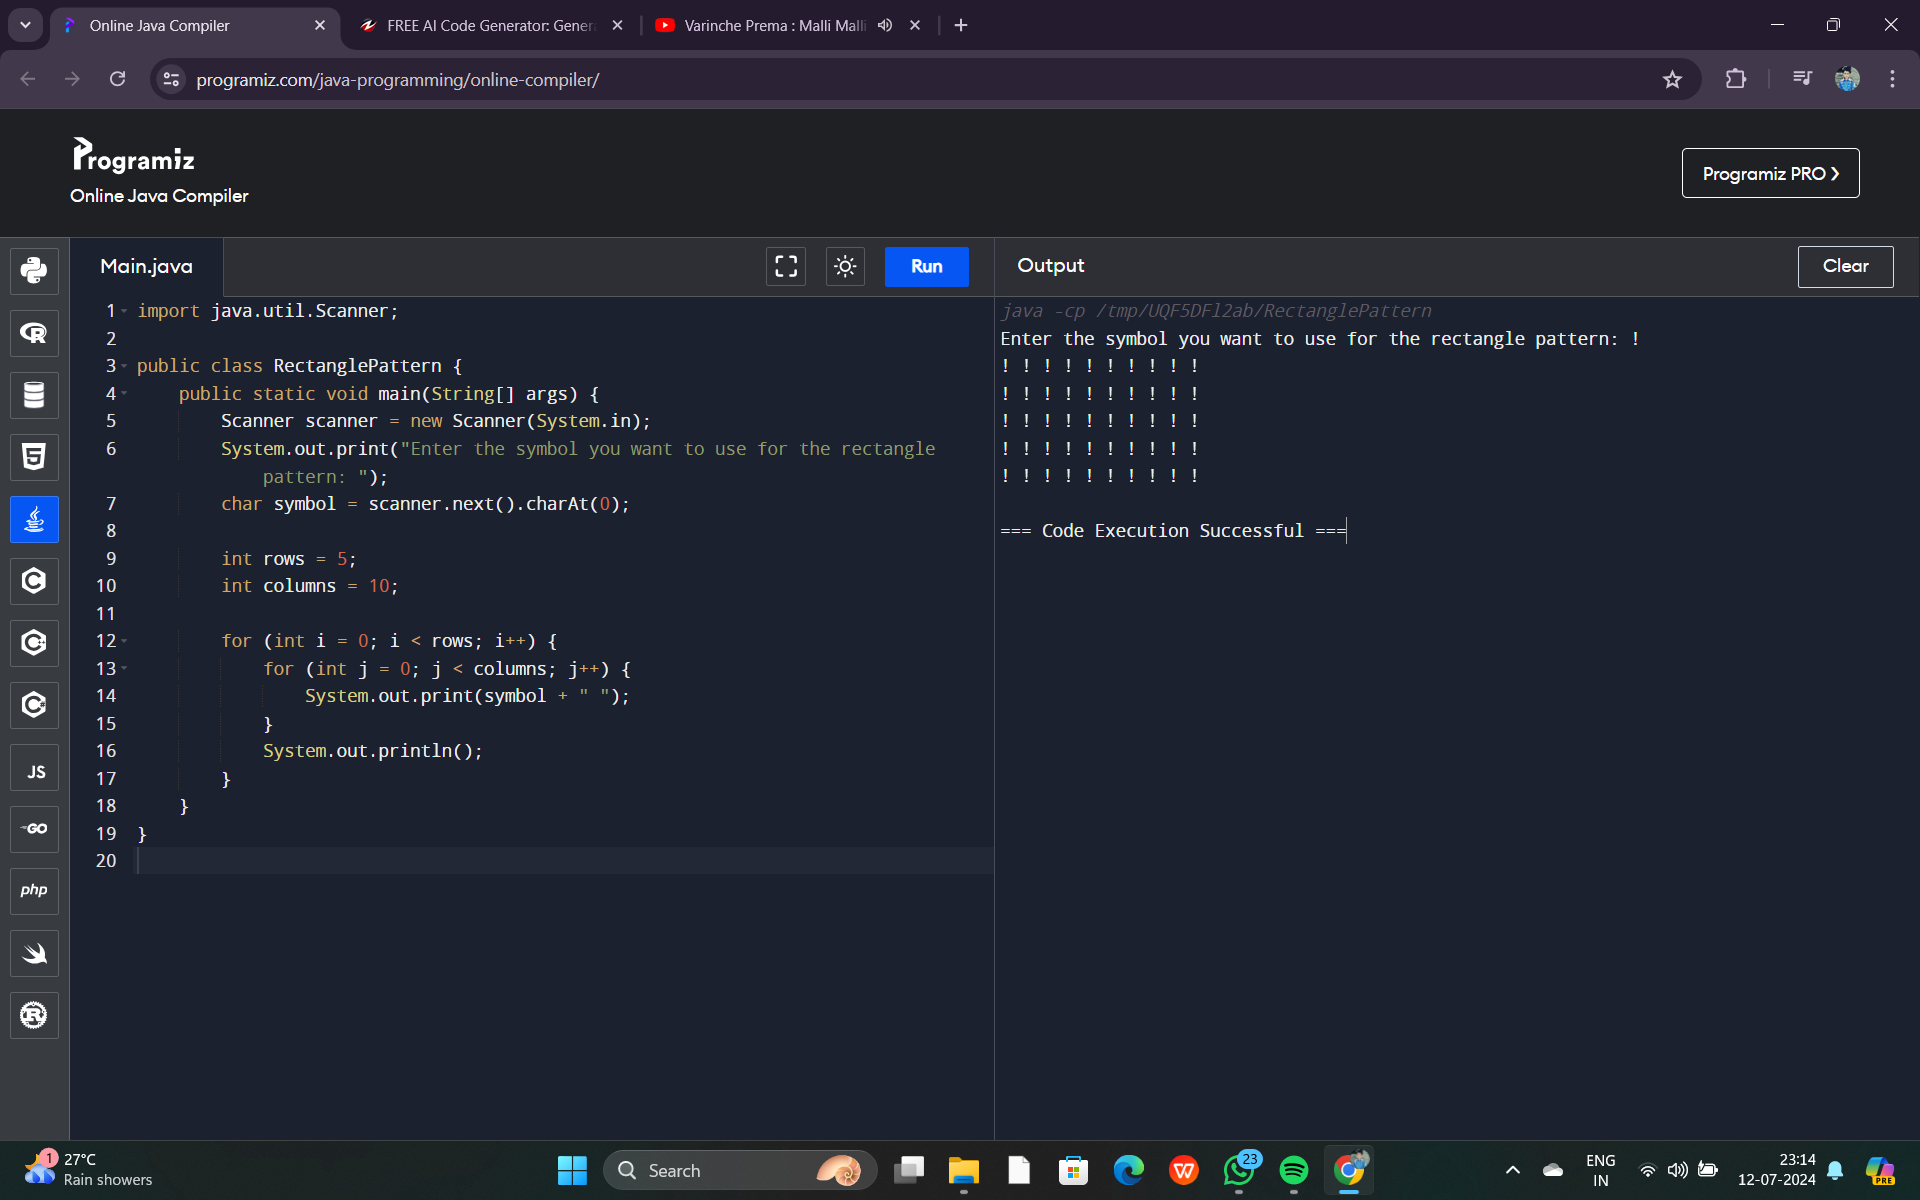 Online Java Compiler
FREE AI Code Generator: Gener
Varinche Prema : Malli Mall
programiz.com/java-programming/online-compiler/
Programiz
Online Java Compiler
Programiz PRO
Main.java
Run
Output
Clear
1 import java.util.Scanner;
2
3 public class RectanglePattern {
4 public static void main(String[] args) {
5 Scanner scanner = new Scanner(System.in);
6 System.out.print("Enter the symbol you want to use for the rectangle
pattern: ");
7 char symbol = scanner.next().charAt(0);
8
9 int rows = 5;
10 int columns = 10;
11
12 for (int i = 0; i < rows; i++) {
13 for (int j = 0; j < columns; j++) {
14 System.out.print(symbol + " ");
15 }
16 System.out.println();
17 }
18 }
19 }
20
java -cp /tmp/UQF5DFl2ab/RectanglePattern
Enter the symbol you want to use for the rectangle pattern: !
! ! ! ! ! ! ! ! ! !
! ! ! ! ! ! ! ! ! !
! ! ! ! ! ! ! ! ! !
! ! ! ! ! ! ! ! ! !
! ! ! ! ! ! ! ! ! !
=== Code Execution Successful ===
JS
GO
php
1
27°C
Rain showers
Search
23
ENG
IN
23:14
12-07-2024
PRE